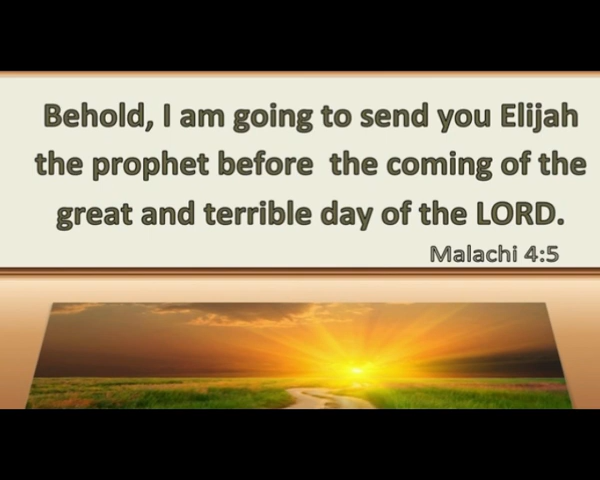 Behold, I am going to send you Elijah
the prophet before the coming of the
great and terrible day of the LORD.
Malachi 4:5